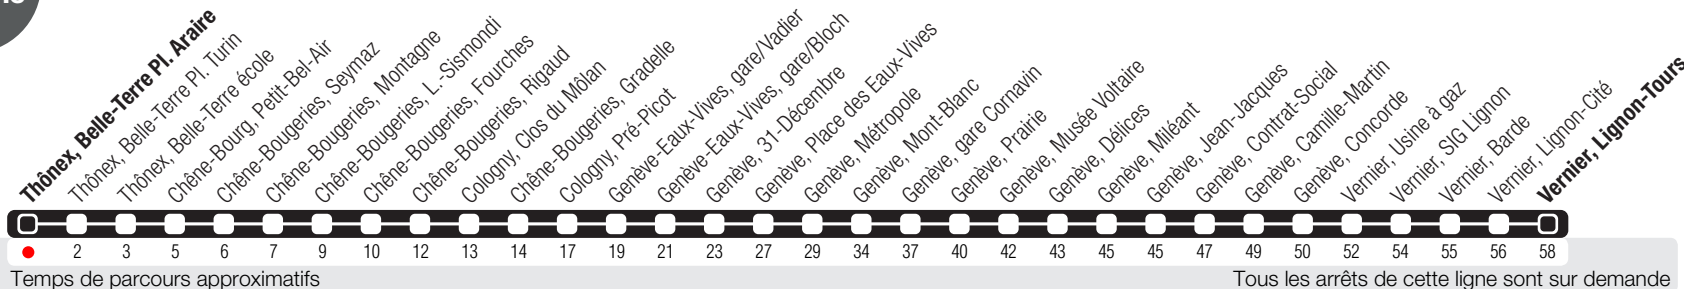 Thônex, Belle-Terre Pl. Araire
Thônex, Belle-Terre Pl. Turin
Thônex, Belle-Terre école
Chêne-Bourg, Petit-Bel-Air
Chêne-Bougeries, Seymaz
Chêne-Bougeries, Montagne
Chêne-Bougeries, L.-Sismondi
Chêne-Bougeries, Fourches
Chêne-Bougeries, Rigaud
Cologny, Clos du Môlan
Chêne-Bougeries, Gradelle
Cologny, Pré-Picot
Genève-Eaux-Vives, gare/Vadier
Genève-Eaux-Vives, gare/Bloch
Genève, 31-Décembre
Genève, Place des Eaux-Vives
Genève, Métropole
Genève, Mont-Blanc
Genève, gare Cornavin
Genève, Prairie
Genève, Musée Voltaire
Genève, Délices
Genève, Miléant
Genève, Jean-Jacques
Genève, Contrat-Social
Genève, Camille-Martin
Genève, Concorde
Vernier, Usine à gaz
Vernier, SIG Lignon
Vernier, Barde
Vernier, Lignon-Cité
Vernier, Lignon-Tours
2 3 5 6 7 9 10 12 13 14 17 19 21 23 27 29 34 37 40 42 43 45 45 47 49 50 52 54 55 56 58
Temps de parcours approximatifs
Tous les arrêts de cette ligne sont sur demande